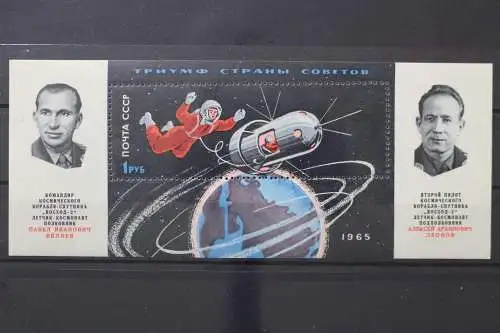 ТРИУМФ СТРАНЫ СОВЕТОВ
ПОЧТА СССР
1 РУБ
1965
КОМАНДИР
КОСМИЧЕСКОГО
КОРАБЛЯ-СПУТНИКА
„ВОСХОД-2"
ЛЕТЧИК-КОСМОНАВТ
ПОЛКОВНИК
ПАВЕЛ ИВАНОВИЧ
БЕЛЯЕВ
ВТОРОЙ ПИЛОТ
КОСМИЧЕСКОГО
КОРАБЛЯ-СПУТНИКА
„ВОСХОД-2"
ЛЕТЧИК-КОСМОНАВТ
ПОДПОЛКОВНИК
АЛЕКСЕЙ АРХИПОВИЧ
ЛЕОНОВ